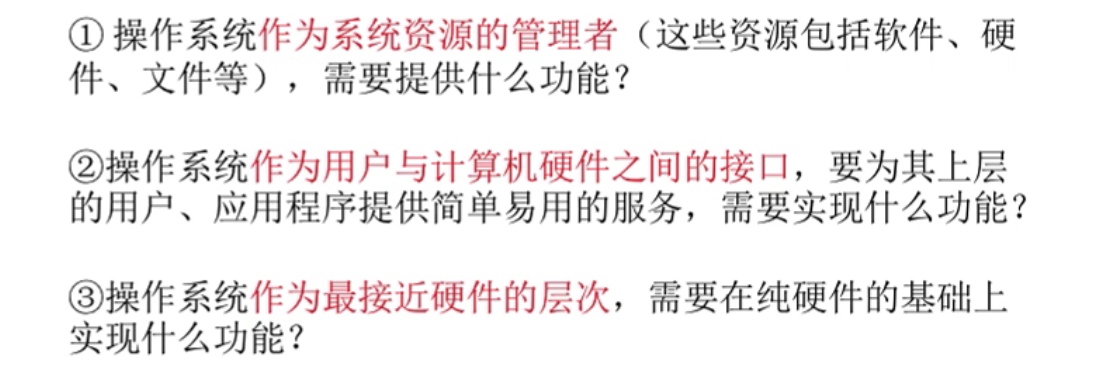 ① 操作系统作为系统资源的管理者（这些资源包括软件、硬
件、文件等），需要提供什么功能？
②操作系统作为用户与计算机硬件之间的接口，要为其上层
的用户、应用程序提供简单易用的服务，需要实现什么功能？
③操作系统作为最接近硬件的层次，需要在纯硬件的基础上
实现什么功能？